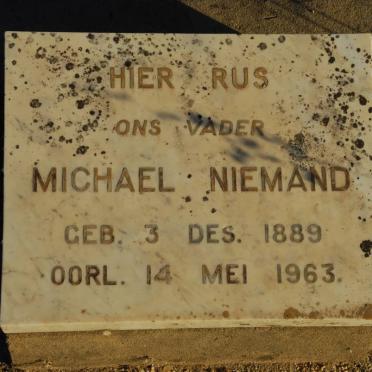 HIER RUS
ONS VADER
MICHAEL NIEMAND
GEB. 3 DES. 1889
OORL. 14 MEI 1963.